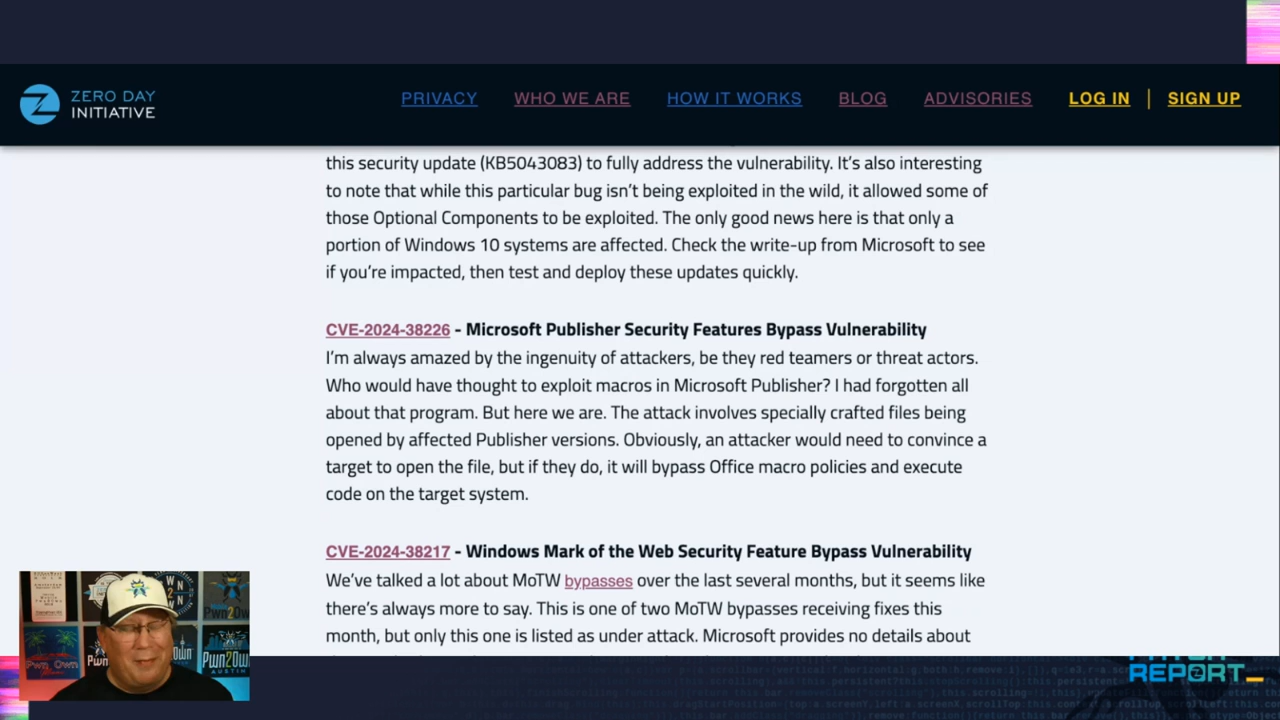 ZERO DAY
INITIATIVE
PRIVACY
WHO WE ARE
HOW IT WORKS
BLOG
ADVISORIES
LOG IN
SIGN UP
this security update (KB5043083) to fully address the vulnerability. It’s also interesting
to note that while this particular bug isn’t being exploited in the wild, it allowed some of
those Optional Components to be exploited. The only good news here is that only a
portion of Windows 10 systems are affected. Check the write-up from Microsoft to see
if you’re impacted, then test and deploy these updates quickly.
CVE-2024-38226 - Microsoft Publisher Security Features Bypass Vulnerability
I’m always amazed by the ingenuity of attackers, be they red teamers or threat actors.
Who would have thought to exploit macros in Microsoft Publisher? I had forgotten all
about that program. But here we are. The attack involves specially crafted files being
opened by affected Publisher versions. Obviously, an attacker would need to convince a
target to open the file, but if they do, it will bypass Office macro policies and execute
code on the target system.
CVE-2024-38217 - Windows Mark of the Web Security Feature Bypass Vulnerability
We’ve talked a lot about MoTW bypasses over the last several months, but it seems like
there’s always more to say. This is one of two MoTW bypasses receiving fixes this
month, but only this one is listed as under attack. Microsoft provides no details about
Pwn2Own
Pwn Own
Pwn
Own
Pwn2Own
AUSTIN
REPORT_